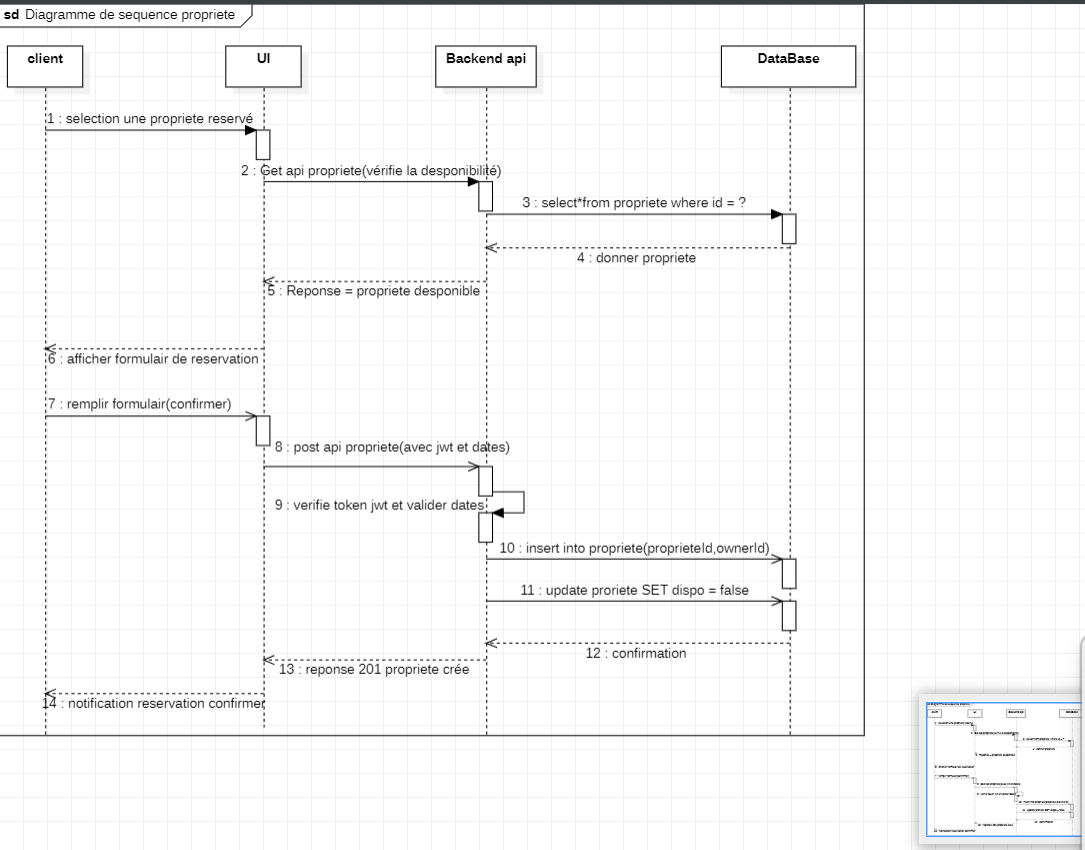 sd Diagramme de sequence propriete
client
UI
Backend api
DataBase
1 : selection une propriete reservé
2 : Get api propriete(vérifie la desponibilité)
3 : select*from propriete where id = ?
4 : donner propriete
5 : Reponse = propriete desponible
6 : afficher formulair de reservation
7 : remplir formulair(confirmer)
8 : post api propriete(avec jwt et dates)
9 : verifie token jwt et valider dates
10 : insert into propriete(proprieteId,ownerId)
11 : update proriete SET dispo = false
12 : confirmation
13 : reponse 201 propriete crée
14 : notification reservation confirmer